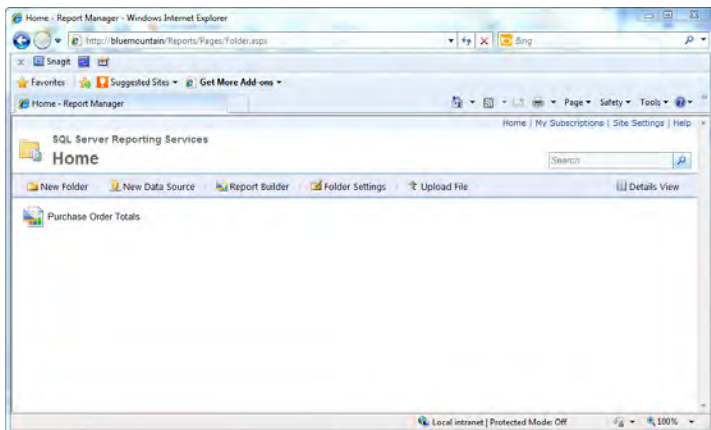 Home - Report Manager - Windows Internet Explorer
http://bluemountain/Reports/Pages/Folder.aspx
Bing
x Snagit
Favorites Suggested Sites Get More Add-ons
Home - Report Manager Page Safety Tools
Home | My Subscriptions | Site Settings | Help
SQL Server Reporting Services
Home
Search
New Folder New Data Source Report Builder Folder Settings Upload File Details View
Purchase Order Totals
Local intranet | Protected Mode: Off 100%